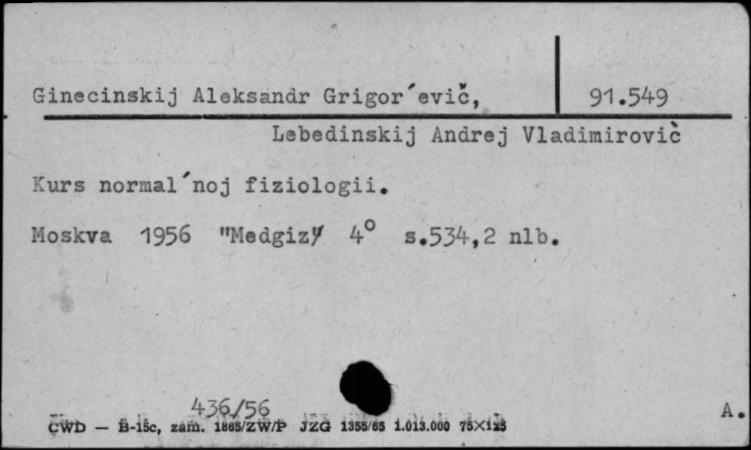 Ginecinskij Aleksandr Grigor´evič, 91.549
Lebedinskij Andrej Vladimirovič
Kurs normal´noj fiziologii.
Moskva 1956 "Medgiz" 4° s.534,2 nlb.
436/56
A.
CWD — B-15c, zam. 1865/ZW/P JZG 1355/65 1.013.000 75×125